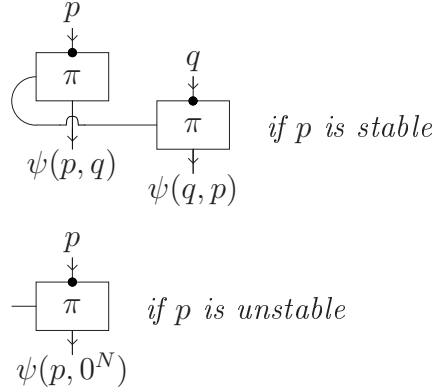 p
π
q
π
if p is stable
ψ(p, q)
ψ(q, p)
p
π
if p is unstable
ψ(p, 0^N)